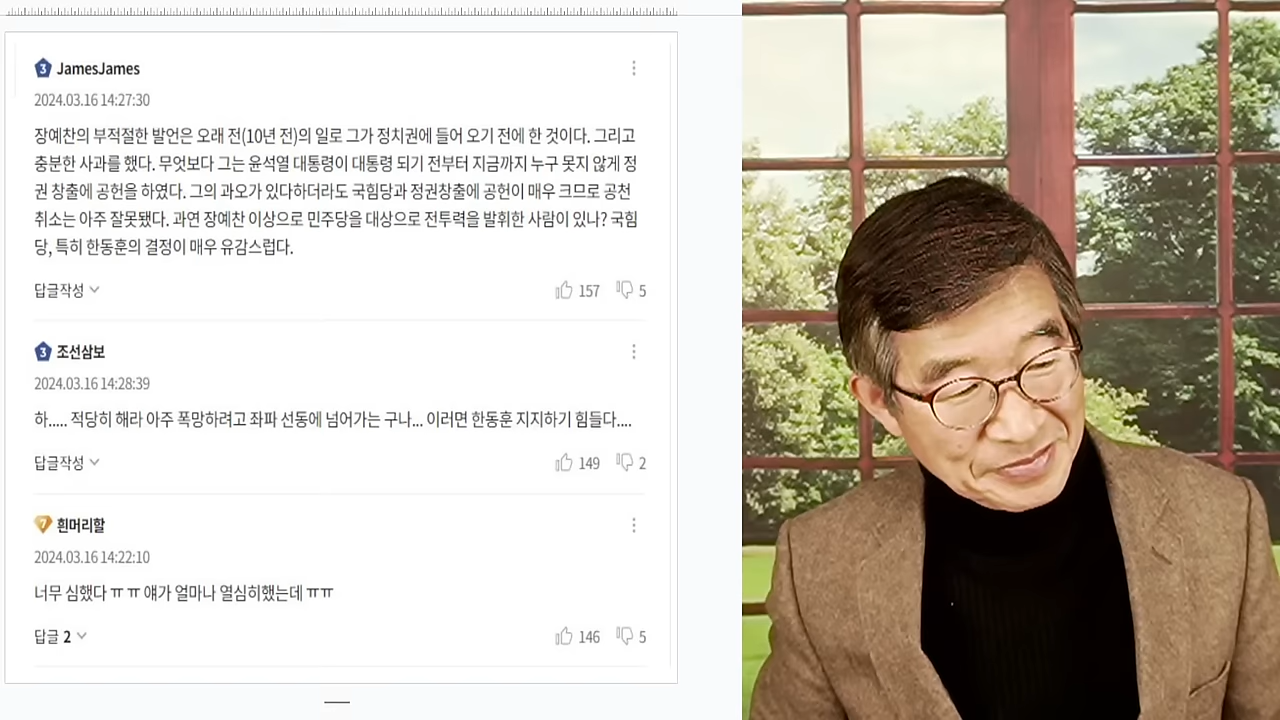 3 JamesJames
2024.03.16 14:27:30
장예찬의 부적절한 발언은 오래 전(10년 전)의 일로 그가 정치권에 들어 오기 전에 한 것이다. 그리고
충분한 사과를 했다. 무엇보다 그는 윤석열 대통령이 대통령 되기 전부터 지금까지 누구 못지 않게 정
권 창출에 공헌을 하였다. 그의 과오가 있다하더라도 국힘당과 정권창출에 공헌이 매우 크므로 공천
취소는 아주 잘못됐다. 과연 장예찬 이상으로 민주당을 대상으로 전투력을 발휘한 사람이 있나? 국힘
당, 특히 한동훈의 결정이 매우 유감스럽다.
답글작성 157 5
3 조선삼보
2024.03.16 14:28:39
하..... 적당히 해라 아주 폭망하려고 좌파 선동에 넘어가는 구나... 이러면 한동훈 지지하기 힘들다....
답글작성 149 2
7 흰머리할
2024.03.16 14:22:10
너무 심했다 ㅠㅠ 얘가 얼마나 열심히했는데 ㅠㅠ
답글 2 146 5